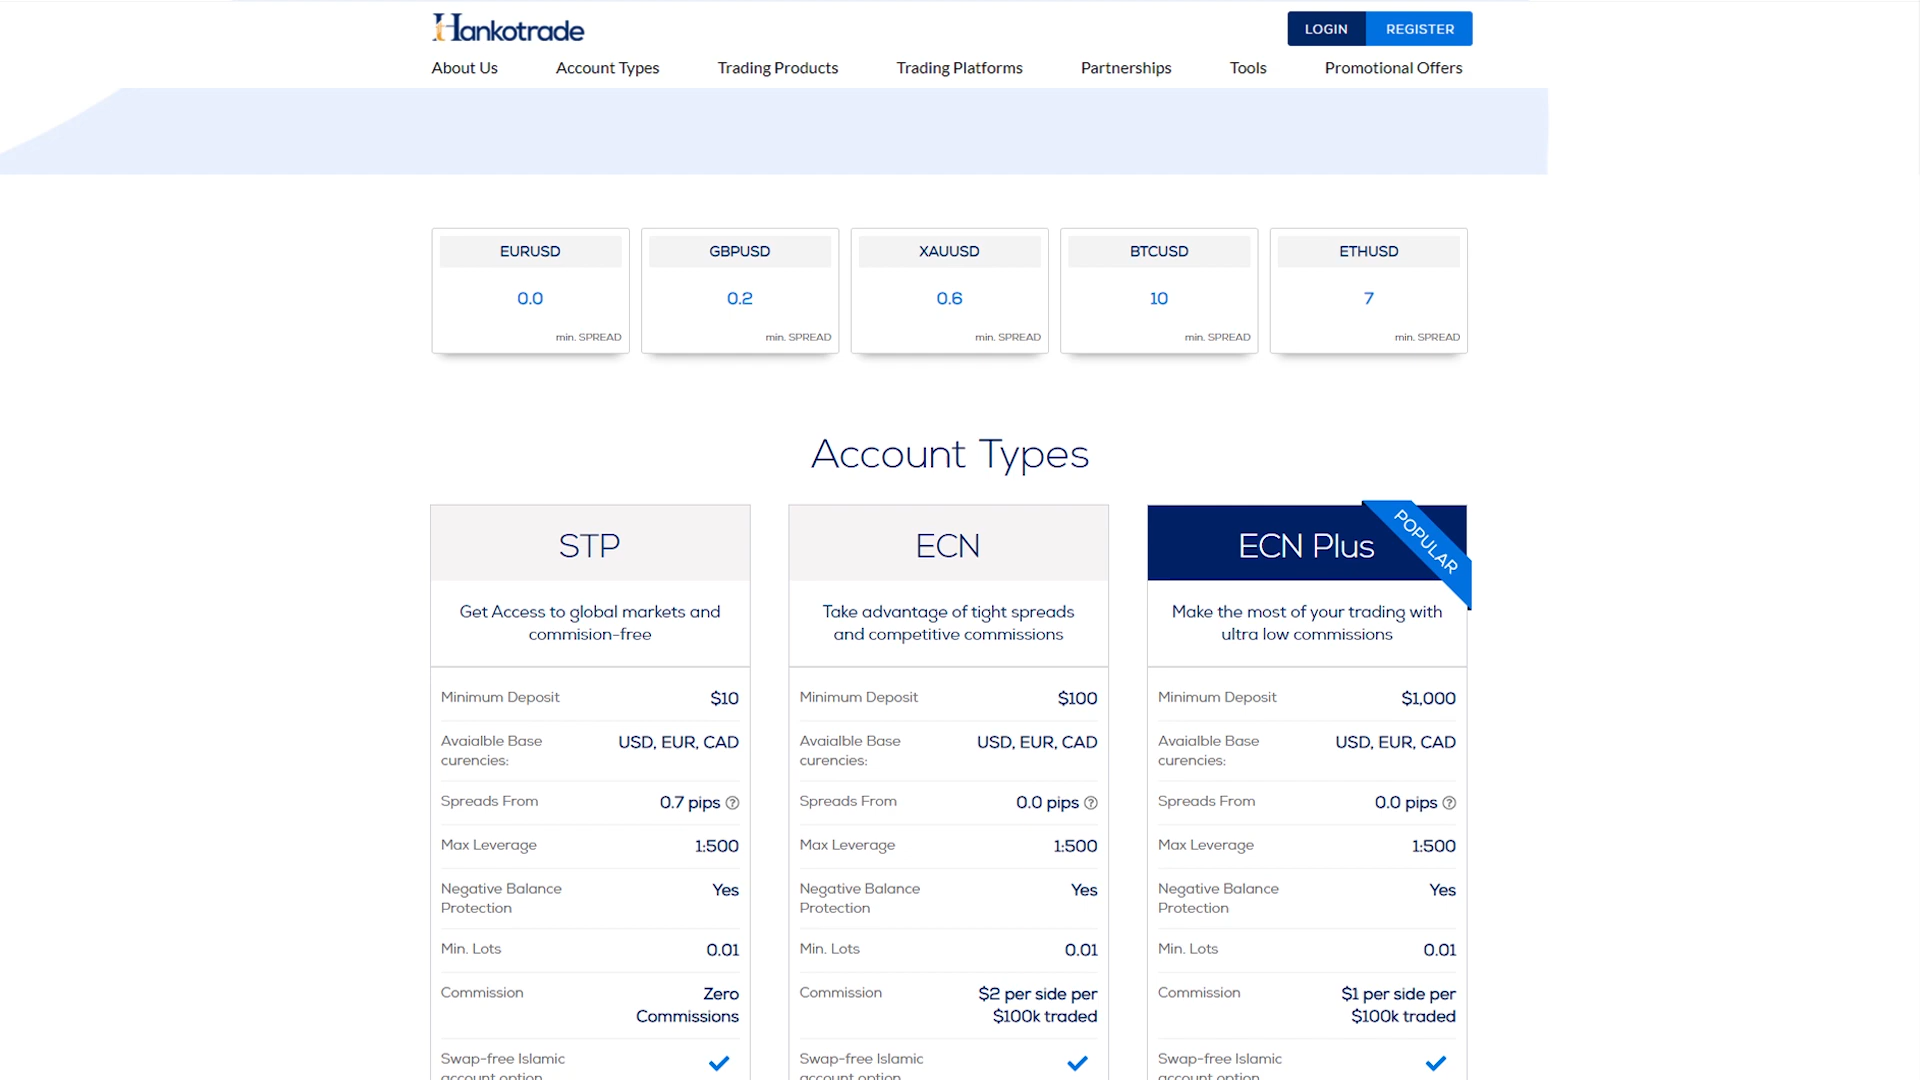 Hankotrade
LOGIN
REGISTER
About Us
Account Types
Trading Products
Trading Platforms
Partnerships
Tools
Promotional Offers
EURUSD
0.0
min. SPREAD
GBPUSD
0.2
min. SPREAD
XAUUSD
0.6
min. SPREAD
BTCUSD
10
min. SPREAD
ETHUSD
7
min. SPREAD
Account Types
STP
Get Access to global markets and
commision-free
Minimum Deposit $10
Avaialble Base USD, EUR, CAD
curencies:
Spreads From 0.7 pips ?
Max Leverage 1:500
Negative Balance Yes
Protection
Min. Lots 0.01
Commission Zero
Commissions
Swap-free Islamic
account option
ECN
Take advantage of tight spreads
and competitive commissions
Minimum Deposit $100
Avaialble Base USD, EUR, CAD
curencies:
Spreads From 0.0 pips ?
Max Leverage 1:500
Negative Balance Yes
Protection
Min. Lots 0.01
Commission $2 per side per
$100k traded
Swap-free Islamic
account option
ECN Plus
POPULAR
Make the most of your trading with
ultra low commissions
Minimum Deposit $1,000
Avaialble Base USD, EUR, CAD
curencies:
Spreads From 0.0 pips ?
Max Leverage 1:500
Negative Balance Yes
Protection
Min. Lots 0.01
Commission $1 per side per
$100k traded
Swap-free Islamic
account option